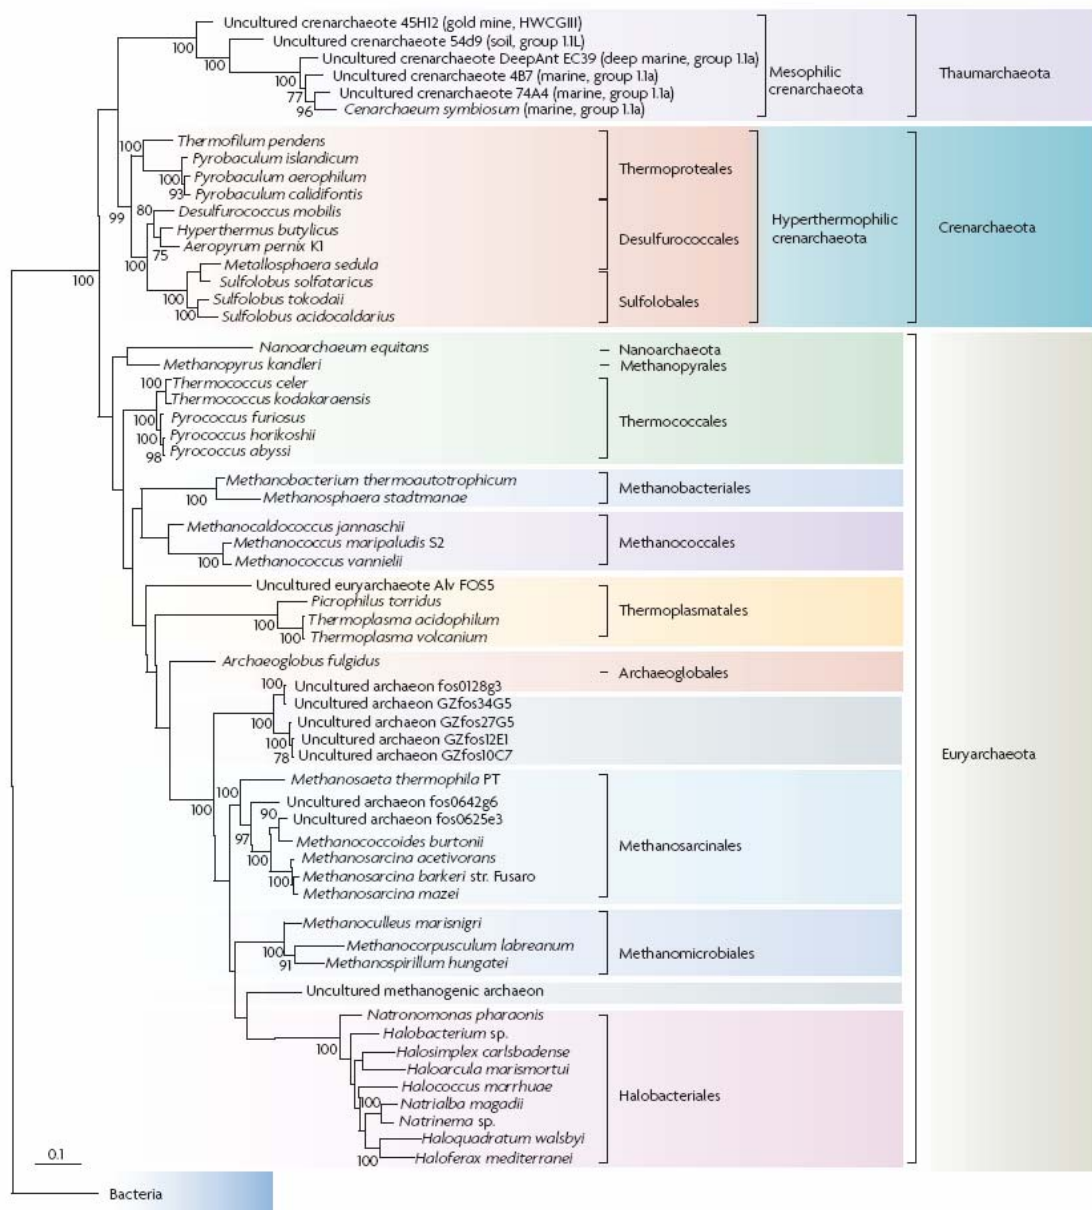 Uncultured crenarchaeote 45H12 (gold mine, HWCGIII)
100
Uncultured crenarchaeote 54d9 (soil, group 1.1L)
100
Uncultured crenarchaeote DeepAnt EC39 (deep marine, group 1.1a)
100
Uncultured crenarchaeote 4B7 (marine, group 1.1a)
77
Uncultured crenarchaeote 74A4 (marine, group 1.1a)
96
Cenarchaeum symbiosum (marine, group 1.1a)
Mesophilic
crenarchaeota
Thaumarchaeota
100
Thermofilum pendens
Pyrobaculum islandicum
100
Pyrobaculum aerophilum
93
Pyrobaculum calidifontis
Thermoproteales
99
80
Desulfurococcus mobilis
Hyperthermus butylicus
75
Aeropyrum pernix K1
Desulfurococcales
100
Metallosphaera sedula
Sulfolobus solfataricus
100
Sulfolobus tokodaii
100
Sulfolobus acidocaldarius
Sulfolobales
Hyperthermophilic
crenarchaeota
Crenarchaeota
100
Nanoarchaeum equitans
Nanoarchaeota
Methanopyrus kandleri
Methanopyrales
100
Thermococcus celer
Thermococcus kodakaraensis
100
Pyrococcus furiosus
100
Pyrococcus horikoshii
98
Pyrococcus abyssi
Thermococcales
Methanobacterium thermoautotrophicum
100
Methanosphaera stadtmanae
Methanobacteriales
Methanocaldococcus jannaschii
Methanococcus maripaludis S2
100
Methanococcus vannielii
Methanococcales
Uncultured euryarchaeote Alv FOS5
Picrophilus torridus
100
Thermoplasma acidophilum
100
Thermoplasma volcanium
Thermoplasmatales
Archaeoglobus fulgidus
Archaeoglobales
100
Uncultured archaeon fos0128g3
Uncultured archaeon GZfos34G5
100
Uncultured archaeon GZfos27G5
100
Uncultured archaeon GZfos12E1
78
Uncultured archaeon GZfos10C7
Euryarchaeota
100
100
Methanosaeta thermophila PT
Uncultured archaeon fos0642g6
90
Uncultured archaeon fos0625e3
97
Methanococcoides burtonii
100
Methanosarcina acetivorans
100
Methanosarcina barkeri str. Fusaro
Methanosarcina mazei
Methanosarcinales
Methanoculleus marisnigri
100
Methanocorpusculum labreanum
91
Methanospirillum hungatei
Methanomicrobiales
Uncultured methanogenic archaeon
Natronomonas pharaonis
100
Halobacterium sp.
Halosimplex carlsbadense
Haloarcula marismortui
Halococcus morrhuae
100
Natrialba magadii
Natrinema sp.
Haloquadratum walsbyi
100
Haloferax mediterranei
Halobacteriales
0.1
Bacteria